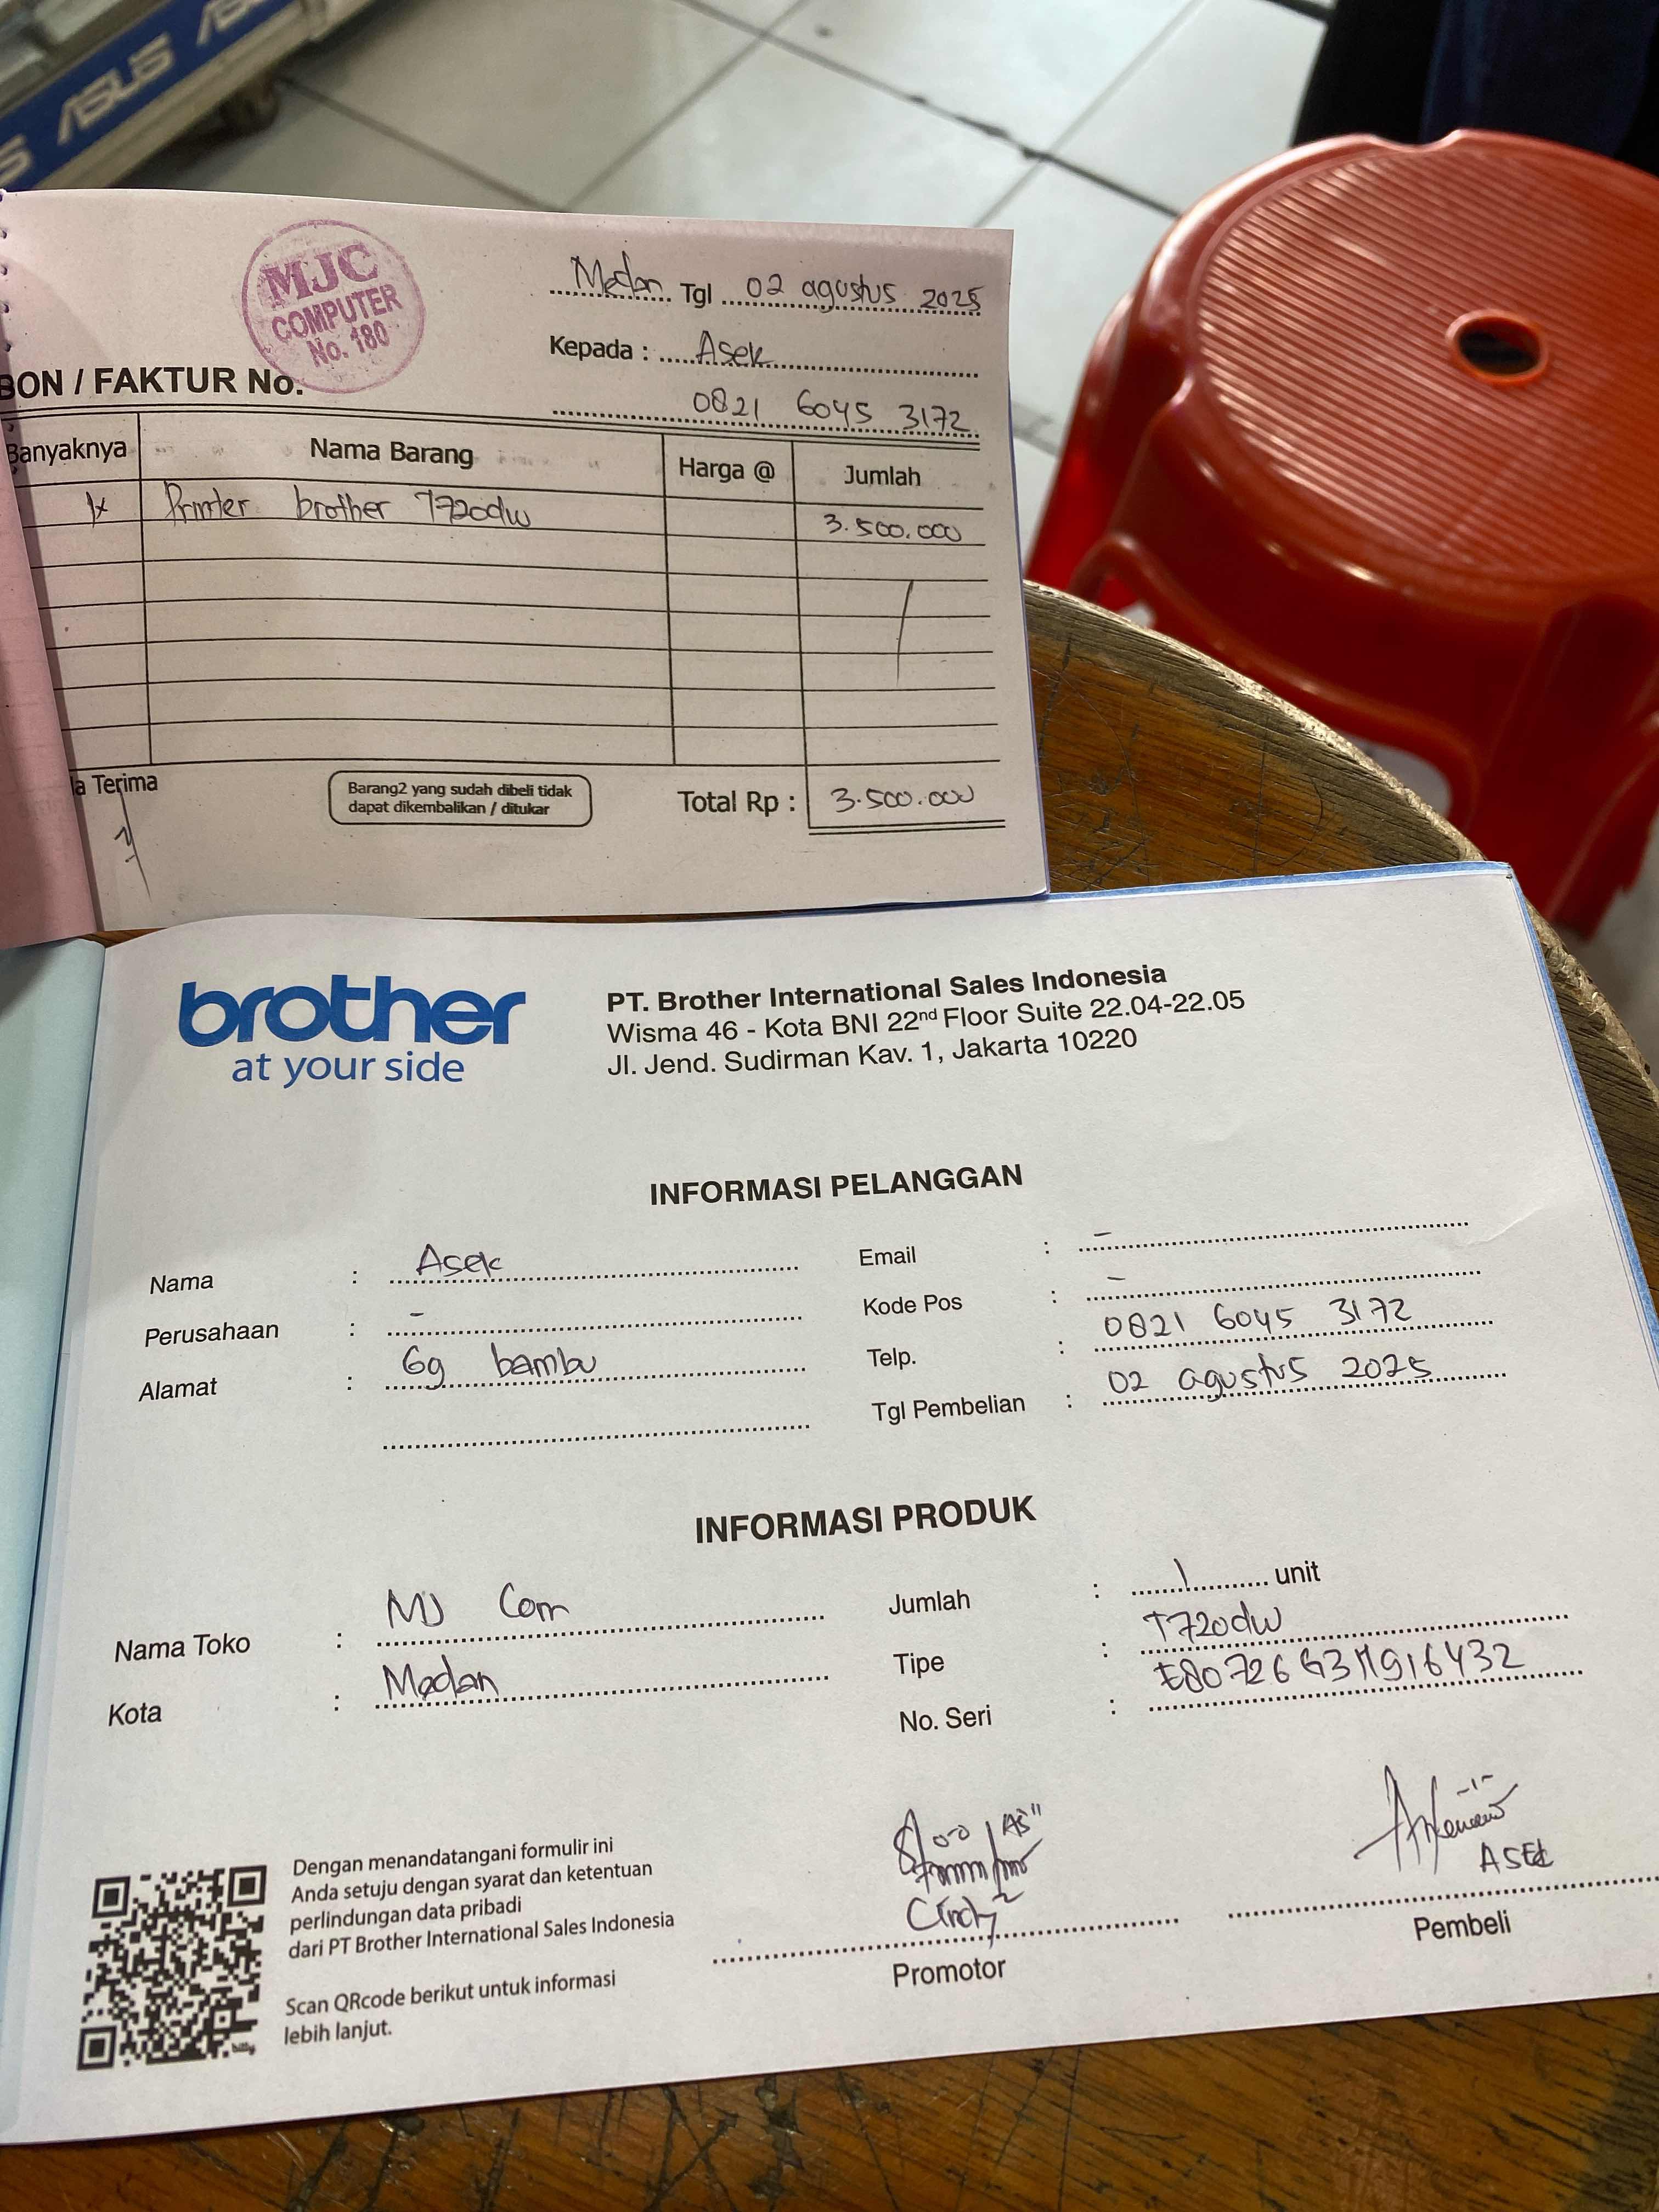 ASUS
MJC
COMPUTER
No. 180
Medan Tgl 02 agustus 2025
Kepada : Asek
BON / FAKTUR No.
0821 6045 3172
Banyaknya Nama Barang Harga @ Jumlah
1x Printer brother T720dw 3.500.000
a Terima
Barang2 yang sudah dibeli tidak
dapat dikembalikan / ditukar
Total Rp : 3.500.000
brother
at your side
PT. Brother International Sales Indonesia
Wisma 46 - Kota BNI 22nd Floor Suite 22.04-22.05
Jl. Jend. Sudirman Kav. 1, Jakarta 10220
INFORMASI PELANGGAN
Nama : Asek
Perusahaan : -
Alamat : Gg bambu
Email : -
Kode Pos : -
Telp. : 0821 6045 3172
Tgl Pembelian : 02 agustus 2025
INFORMASI PRODUK
Nama Toko : MJ Com
Kota : Medan
Jumlah : 1 unit
Tipe : T720dw
No. Seri :
Dengan menandatangani formulir ini
Anda setuju dengan syarat dan ketentuan
perlindungan data pribadi
dari PT Brother International Sales Indonesia
Scan QRcode berikut untuk informasi
lebih lanjut.
Cindy
Promotor
ASEK
Pembeli